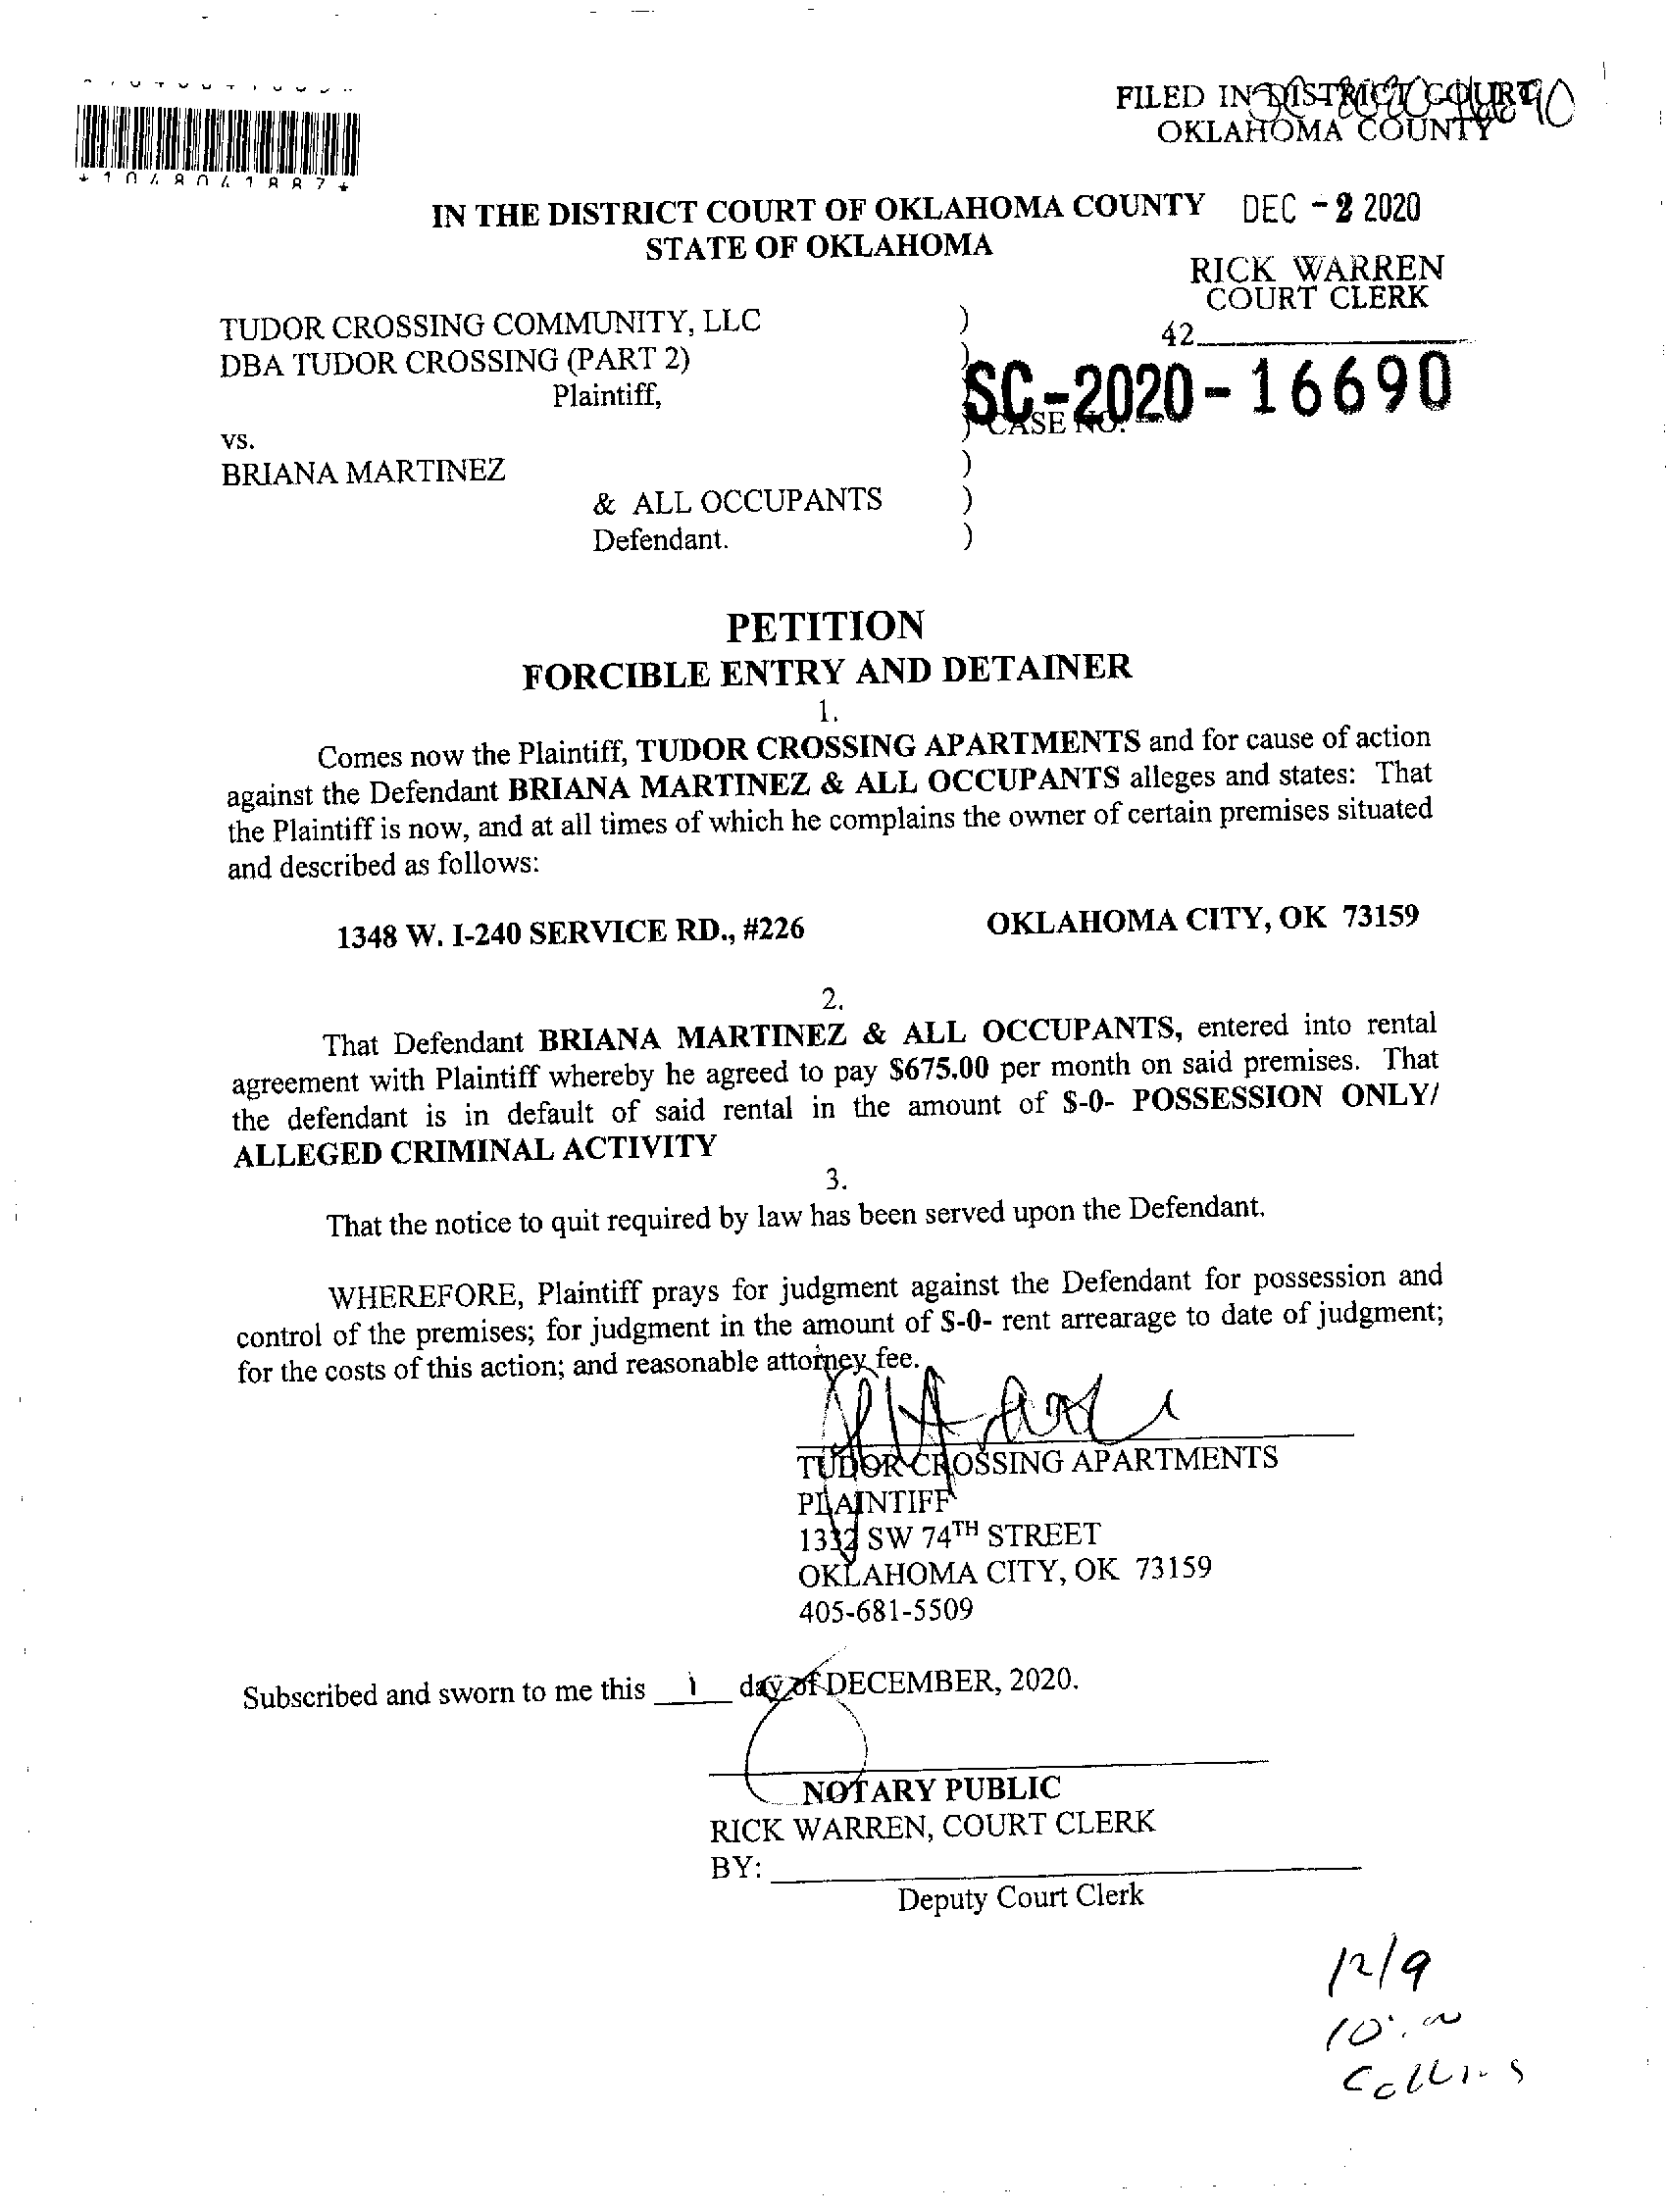 *1048041887*
FILED IN DISTRICT COURT
OKLAHOMA COUNTY
IN THE DISTRICT COURT OF OKLAHOMA COUNTY DEC - 2 2020
STATE OF OKLAHOMA
RICK WARREN
COURT CLERK
TUDOR CROSSING COMMUNITY, LLC )
42
DBA TUDOR CROSSING (PART 2) )
Plaintiff, )
SC-2020-16690
) CASE NO.
vs.
BRIANA MARTINEZ )
& ALL OCCUPANTS )
Defendant. )
PETITION
FORCIBLE ENTRY AND DETAINER
1.
Comes now the Plaintiff, TUDOR CROSSING APARTMENTS and for cause of action
against the Defendant BRIANA MARTINEZ & ALL OCCUPANTS alleges and states: That
the Plaintiff is now, and at all times of which he complains the owner of certain premises situated
and described as follows:
1348 W. I-240 SERVICE RD., #226 OKLAHOMA CITY, OK 73159
2.
That Defendant BRIANA MARTINEZ & ALL OCCUPANTS, entered into rental
agreement with Plaintiff whereby he agreed to pay $675.00 per month on said premises. That
the defendant is in default of said rental in the amount of $-0- POSSESSION ONLY/
ALLEGED CRIMINAL ACTIVITY
3.
That the notice to quit required by law has been served upon the Defendant.
WHEREFORE, Plaintiff prays for judgment against the Defendant for possession and
control of the premises; for judgment in the amount of $-0- rent arrearage to date of judgment;
for the costs of this action; and reasonable attorney fee.
TUDOR CROSSING APARTMENTS
PLAINTIFF
1332 SW 74TH STREET
OKLAHOMA CITY, OK 73159
405-681-5509
Subscribed and sworn to me this 1 day of DECEMBER, 2020.
NOTARY PUBLIC
RICK WARREN, COURT CLERK
BY:
Deputy Court Clerk
12/9
10:00
Collins